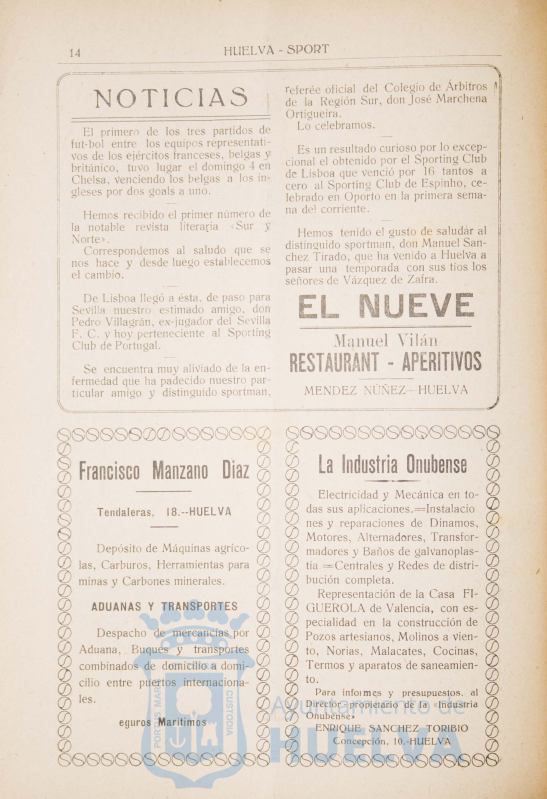 14
HUELVA - SPORT
NOTICIAS
El primero de los tres partidos de
fut-bol entre los equipos representati-
vos de los ejércitos franceses, belgas y
británico, tuvo lugar el domingo 4 en
Chelsa, venciendo los belgas a los in-
gleses por dos goals a uno.
Hemos recibido el primer número de
la notable revista literaria «Sur y
Norte».
Correspondemos al saludo que se
nos hace y desde luego establecemos
el cambio.
De Lisboa llegó a ésta, de paso para
Sevilla nuestro estimado amigo, don
Pedro Villagrán, ex-jugador del Sevilla
F. C. y hoy perteneciente al Sporting
Club de Portugal.
Se encuentra muy aliviado de la en-
fermedad que ha padecido nuestro par-
ticular amigo y distinguido sportman,
referée oficial del Colegio de Árbitros
de la Región Sur, don José Marchena
Ortigueira.
Lo celebramos.
Es un resultado curioso por lo excep-
cional el obtenido por el Sporting Club
de Lisboa que venció por 16 tantos a
cero al Sporting Club de Espinho, ce-
lebrado en Oporto en la primera sema-
na del corriente.
Hemos tenido el gusto de saludar al
distinguido sportman, don Manuel San-
chez Tirado, que ha venido a Huelva a
pasar una temporada con sus tios los
señores de Vázquez de Zafra.
EL NUEVE
Manuel Vilán
RESTAURANT - APERITIVOS
MENDEZ NÚÑEZ—HUELVA
Francisco Manzano Diaz
Tendaleras, 18.--HUELVA
Depósito de Máquinas agríco-
las, Carburos, Herramientas para
minas y Carbones minerales.
ADUANAS Y TRANSPORTES
Despacho de mercancías por
Aduana, Buques y transportes
combinados de domicilio a domi-
cilio entre puertos internaciona-
les.
eguros Maritimos
La Industria Onubense
Electricidad y Mecánica en to-
das sus aplicaciones.=Instalacio
nes y reparaciones de Dinamos,
Motores, Alternadores, Transfor-
madores y Baños de galvanoplas-
tia =Centrales y Redes de distri-
bución completa.
Representación de la Casa FI-
GUEROLA de Valencia, con es-
pecialidad en la construcción de
Pozos artesianos, Molinos a vien-
to, Norias, Malacates, Cocinas,
Termos y aparatos de saneamien-
to.
Para informes y presupuestos, al
Director-propietario de la «Industria
Onubense»
ENRIQUE SANCHEZ TORIBIO
Concepción, 10.-HUELVA
PORTUS MARIS
CUSTODIA
Ayuntamiento de
HUELVA